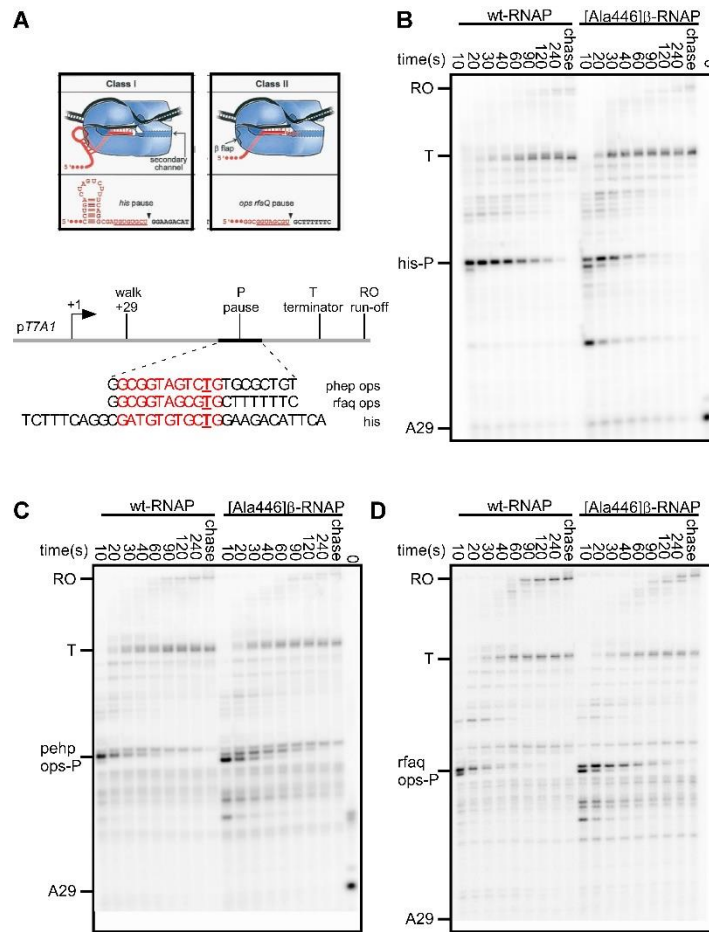 A
Class I
Class II
secondary
channel
β flap
5'
5'
his pause
ops rfaQ pause
GGAAGACAT
GCTTTTTTC
pT7A1
+1
walk
+29
P
pause
T
terminator
RO
run-off
GGCGGTAGTCTGTGCGCTGT
phep ops
GGCGGTAGCGTGCTTTTTTC
rfaq ops
TCTTTCAGGCGATGTGTGCTGGAAGACATTCA
his
B
wt-RNAP
[Ala446]β-RNAP
time(s)
10 20 30 40 60 90 120 240 chase
10 20 30 40 60 90 120 240 chase 0
RO
T
his-P
A29
C
wt-RNAP
[Ala446]β-RNAP
time(s)
10 20 30 40 60 90 120 240 chase
10 20 30 40 60 90 120 240 chase 0
RO
T
pehp
ops-P
A29
D
wt-RNAP
[Ala446]β-RNAP
time(s)
10 20 30 40 60 90 120 240 chase
10 20 30 40 60 90 120 240 chase
RO
T
rfaq
ops-P
A29